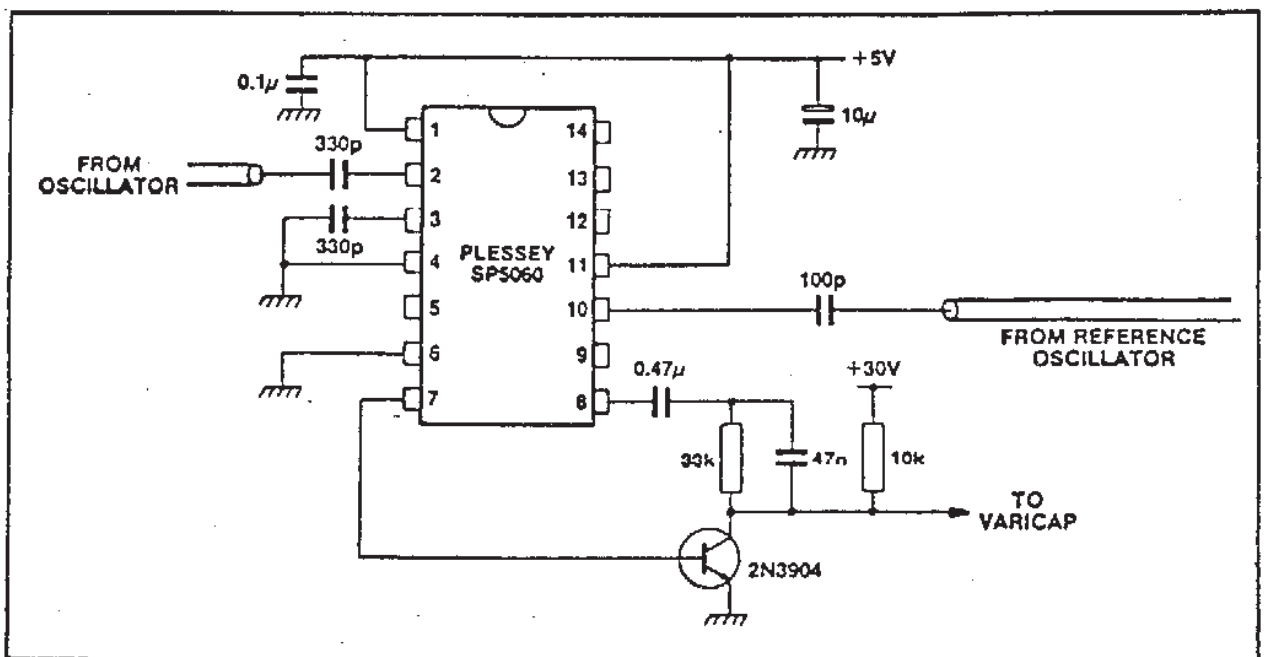 +5V
0.1μ
10μ
1
14
330p
FROM
OSCILLATOR
2
13
3
12
330p
PLESSEY
SP5060
4
11
100p
5
10
FROM REFERENCE
OSCILLATOR
6
9
0.47μ
+30V
7
8
33k
47n
10k
TO
VARICAP
2N3904